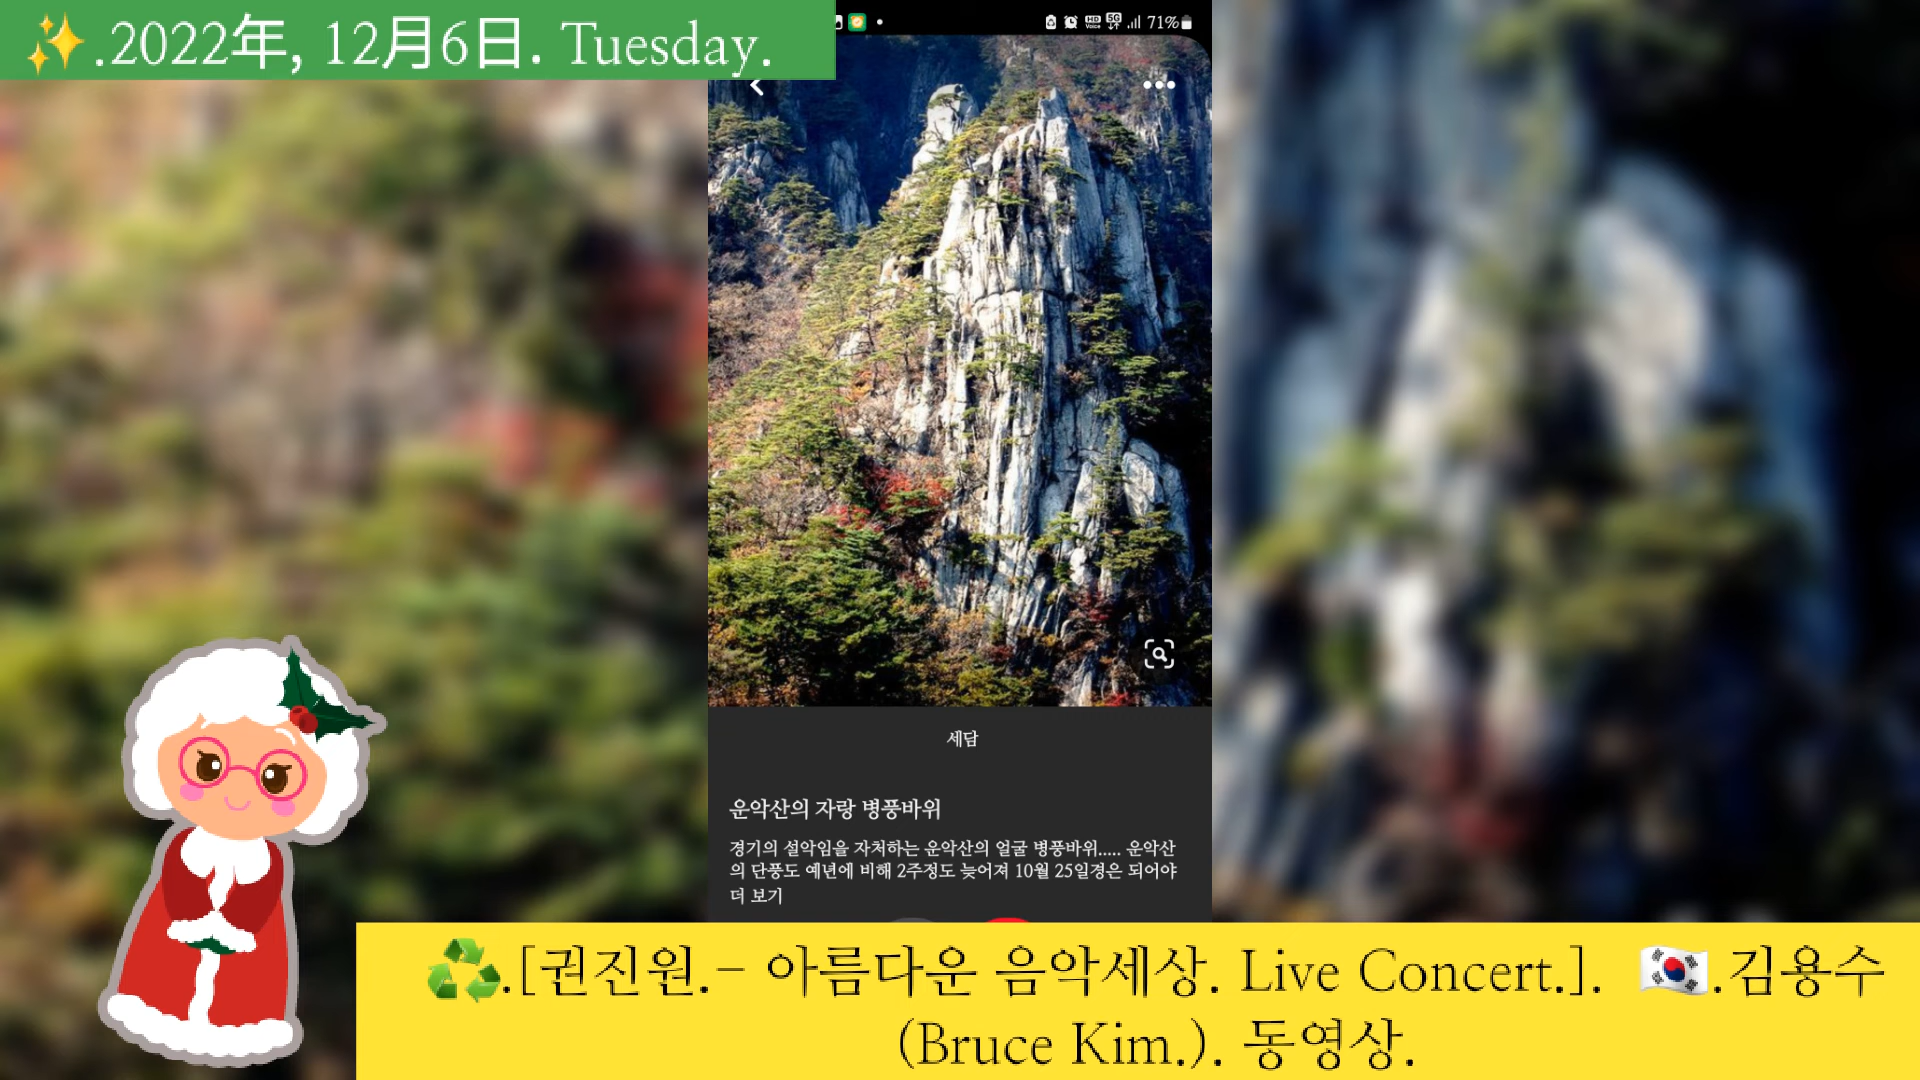 ✨.2022年, 12月6日. Tuesday.
71%
세담
운악산의 자랑 병풍바위
경기의 설악임을 자처하는 운악산의 얼굴 병풍바위..... 운악산
의 단풍도 예년에 비해 2주정도 늦어져 10월 25일경은 되어야
더 보기
♻️.[권진원.- 아름다운 음악세상. Live Concert.]. 🇰🇷.김용수
(Bruce Kim.). 동영상.